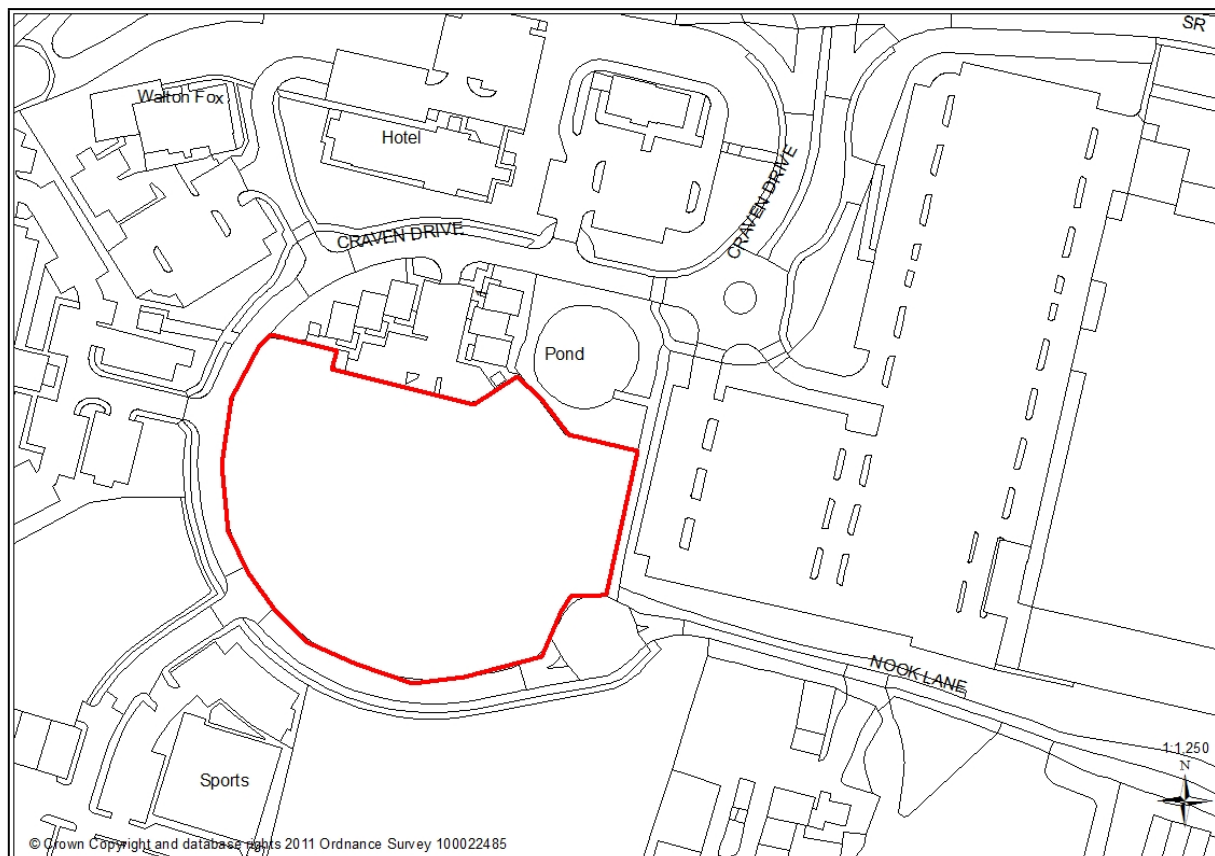 SR
Walton Fox
Hotel
CRAVEN DRIVE
CRAVEN DRIVE
Pond
NOOK LANE
1:1,250
N
Sports
© Crown Copyright and database rights 2011 Ordnance Survey 100022485